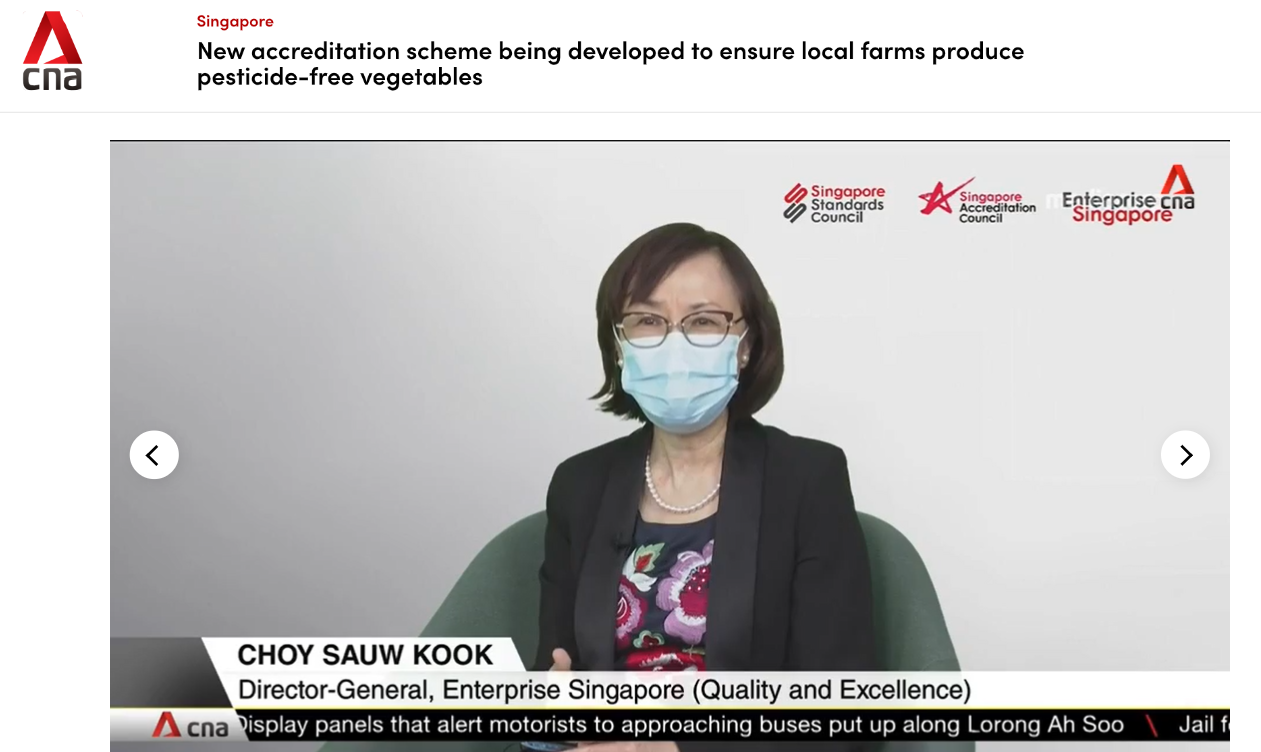 cna
Singapore
New accreditation scheme being developed to ensure local farms produce
pesticide-free vegetables
Singapore
Standards
Council
Singapore
Accreditation
Council
Enterprise
Singapore
cna
CHOY SAUW KOOK
Director-General, Enterprise Singapore (Quality and Excellence)
cna
Display panels that alert motorists to approaching buses put up along Lorong Ah Soo \ Jail